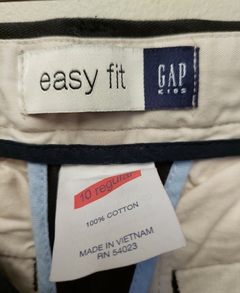 easy fit
GAP
KIDS
10 regular
100% COTTON
MADE IN VIETNAM
RN 54023